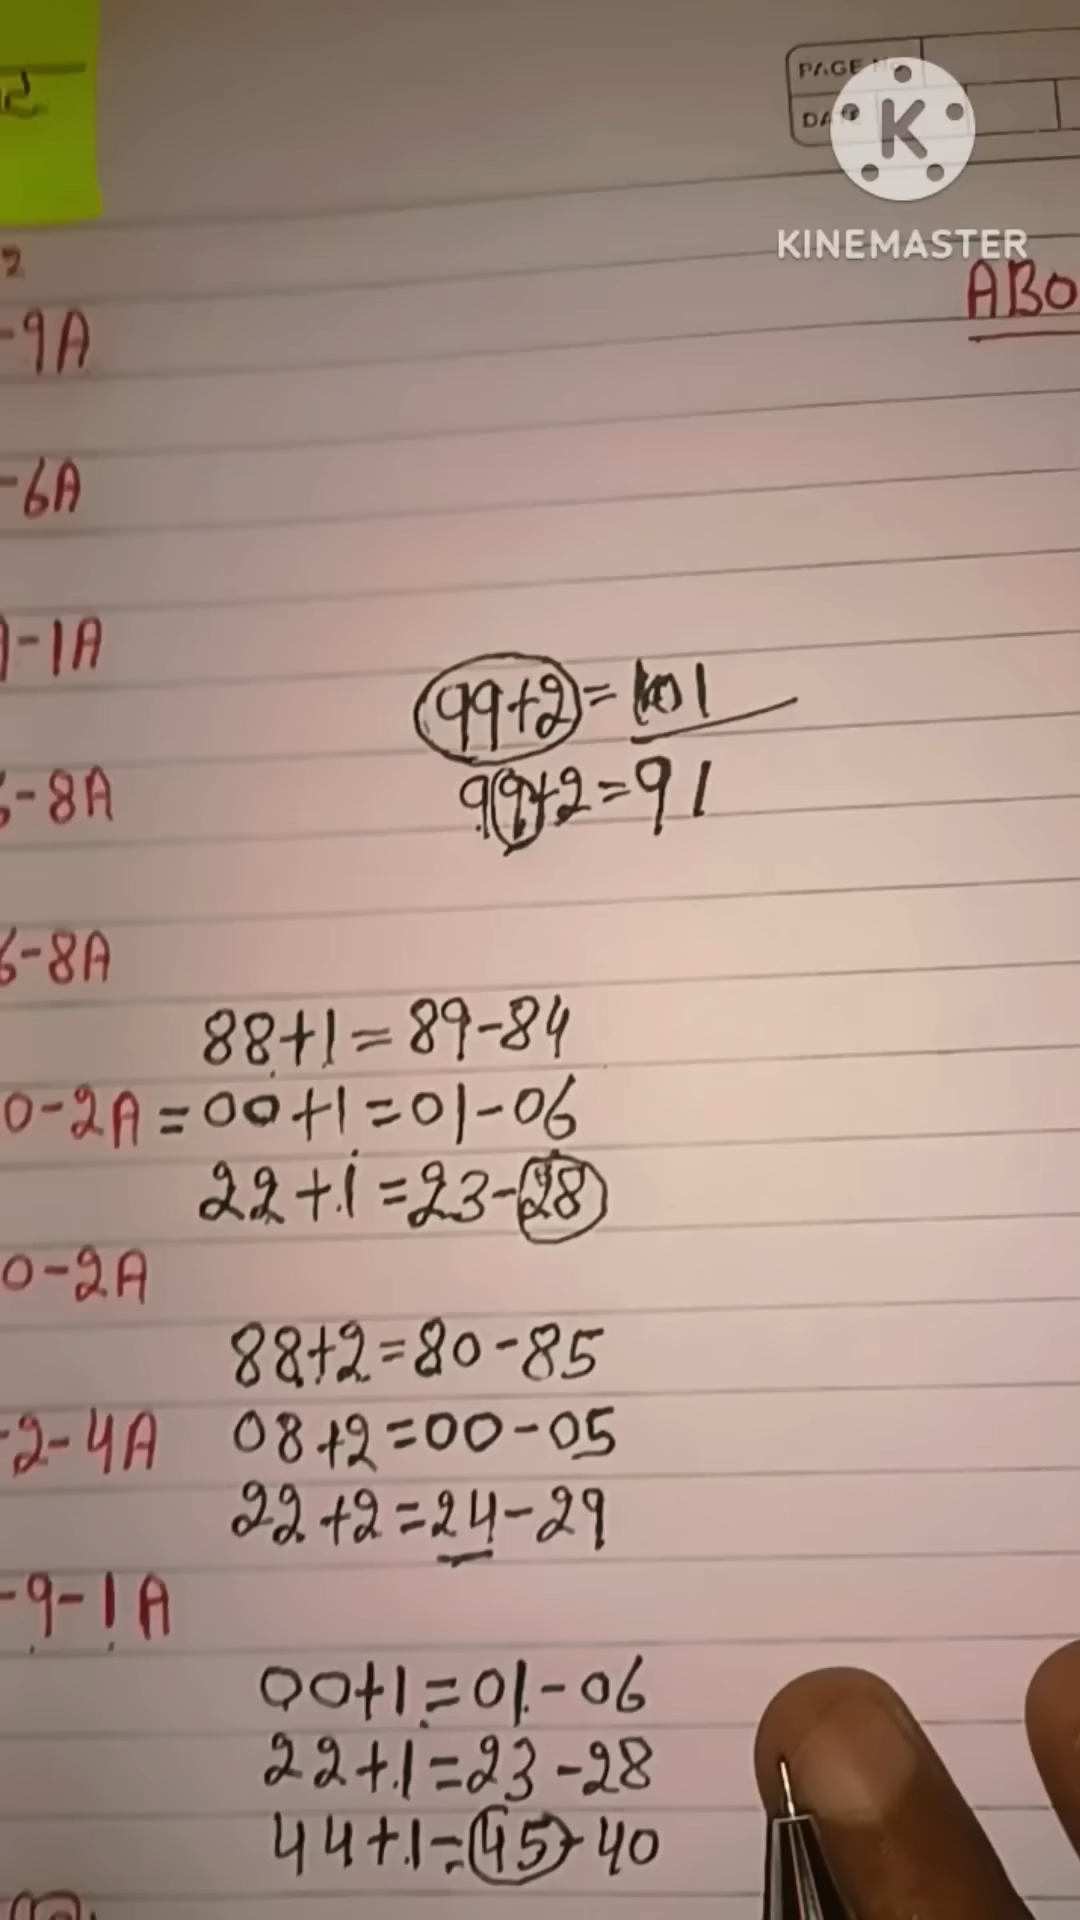 PAGE
K
KINEMASTER
2
ABO
-9A
-6A
-1A
99+2=101
-8A
99+2=91
6-8A
88+1=89-84
0-2A=00+1=01-06
22+1=23-28
0-2A
88+2=80-85
-2-4A 08+2=00-05
22+2=24-29
-9-1A
00+1=01-06
22+1=23-28
44+1=45-40